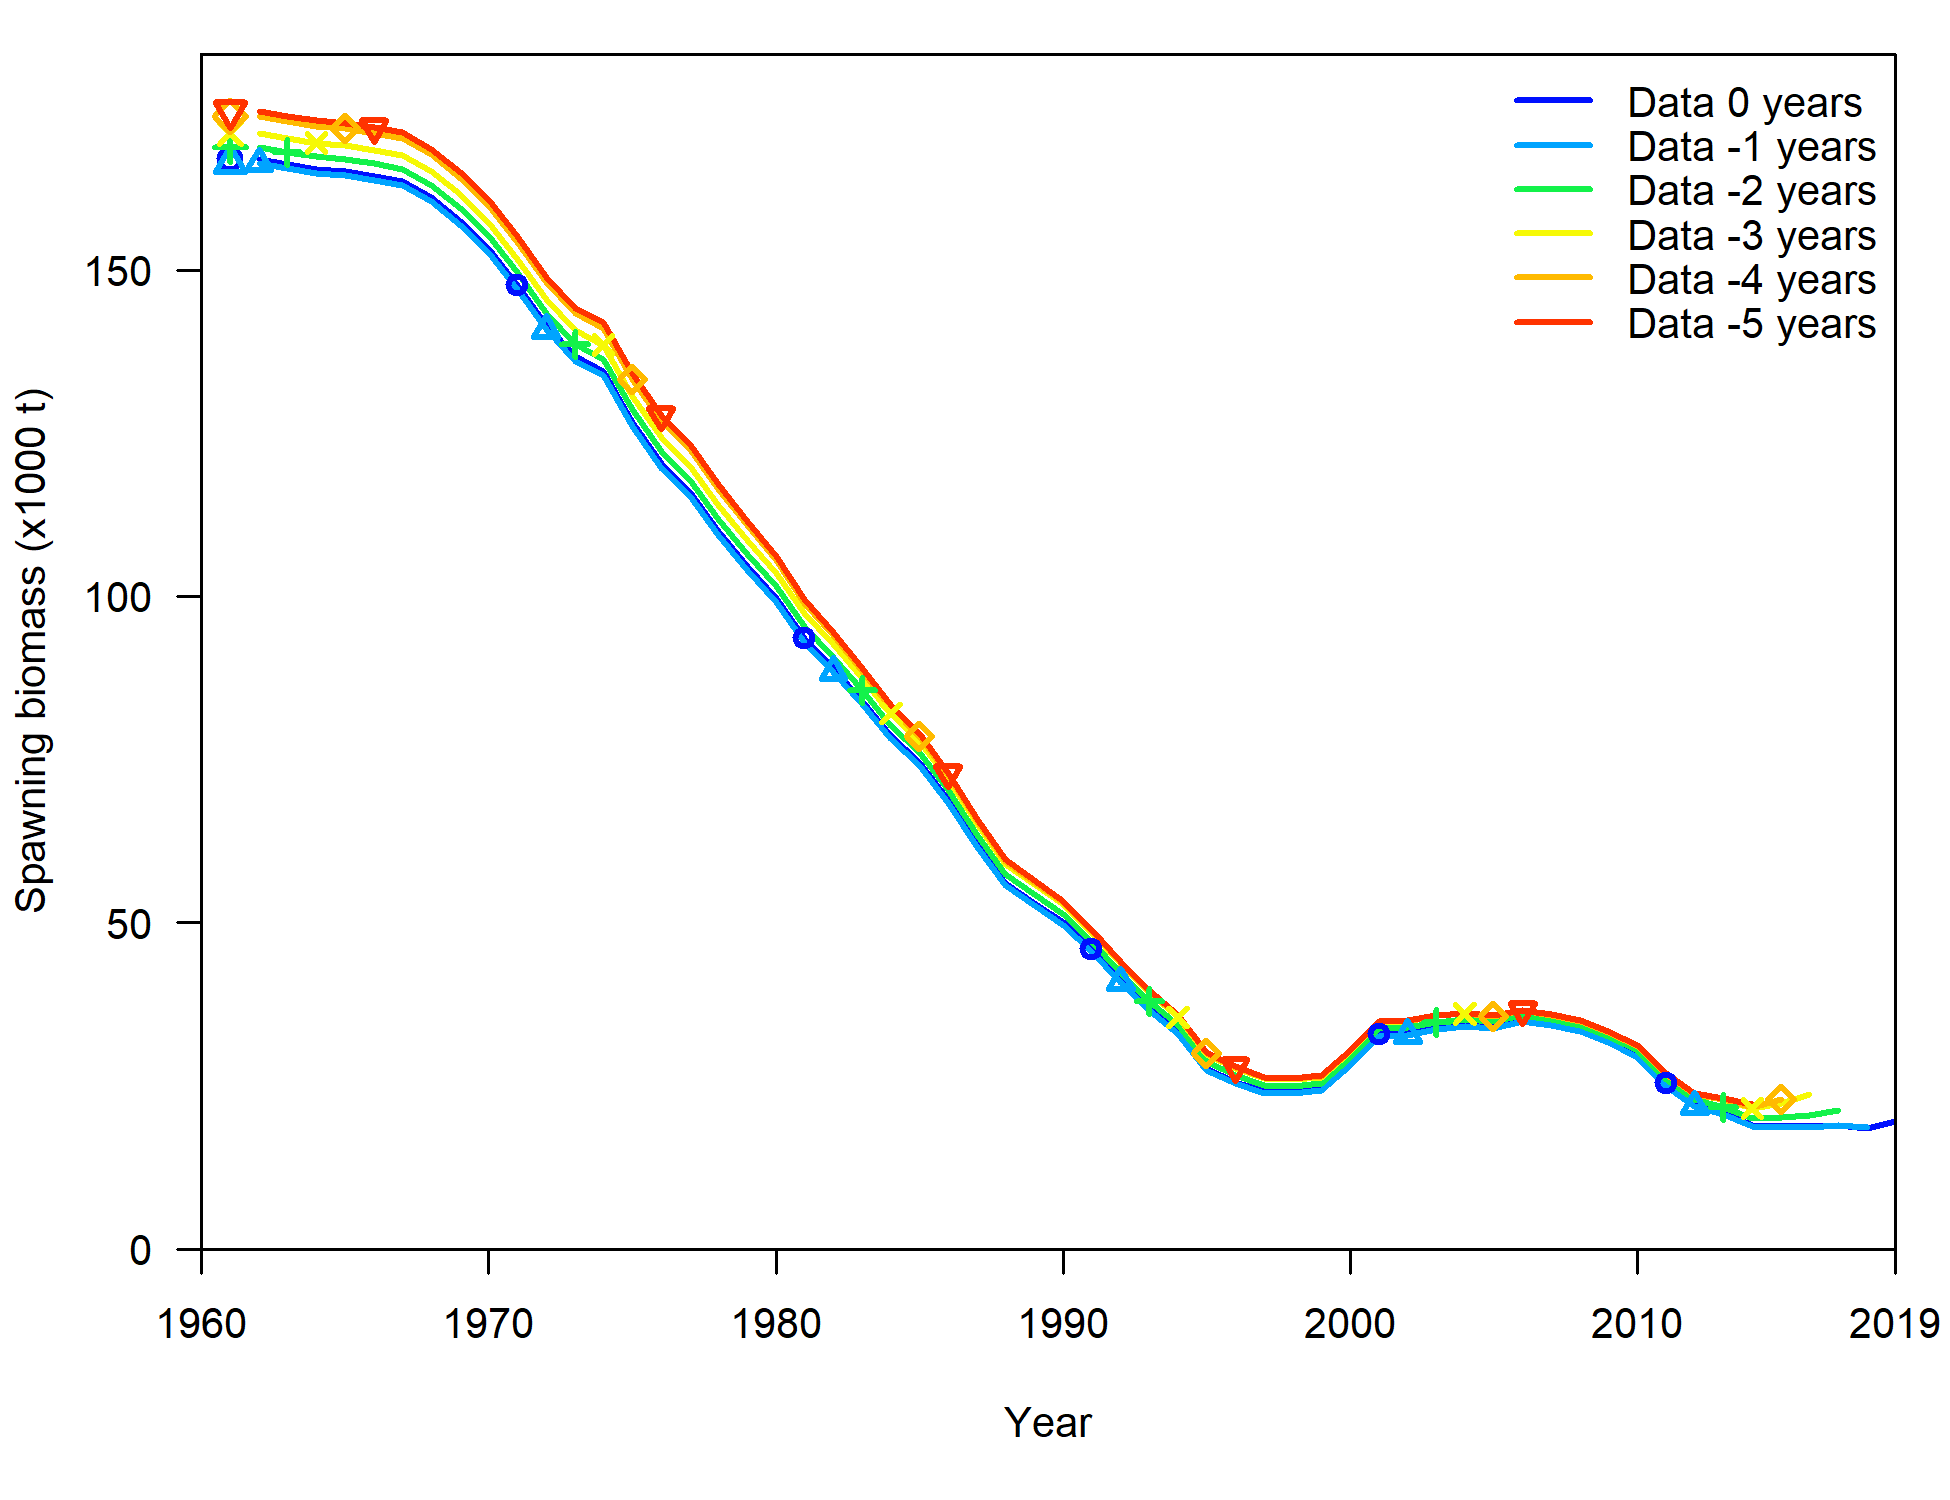 Data 0 years
Data -1 years
Data -2 years
Data -3 years
Data -4 years
Data -5 years
Spawning biomass (x1000 t)
150
100
50
0
1960 1970 1980 1990 2000 2010 2019
Year